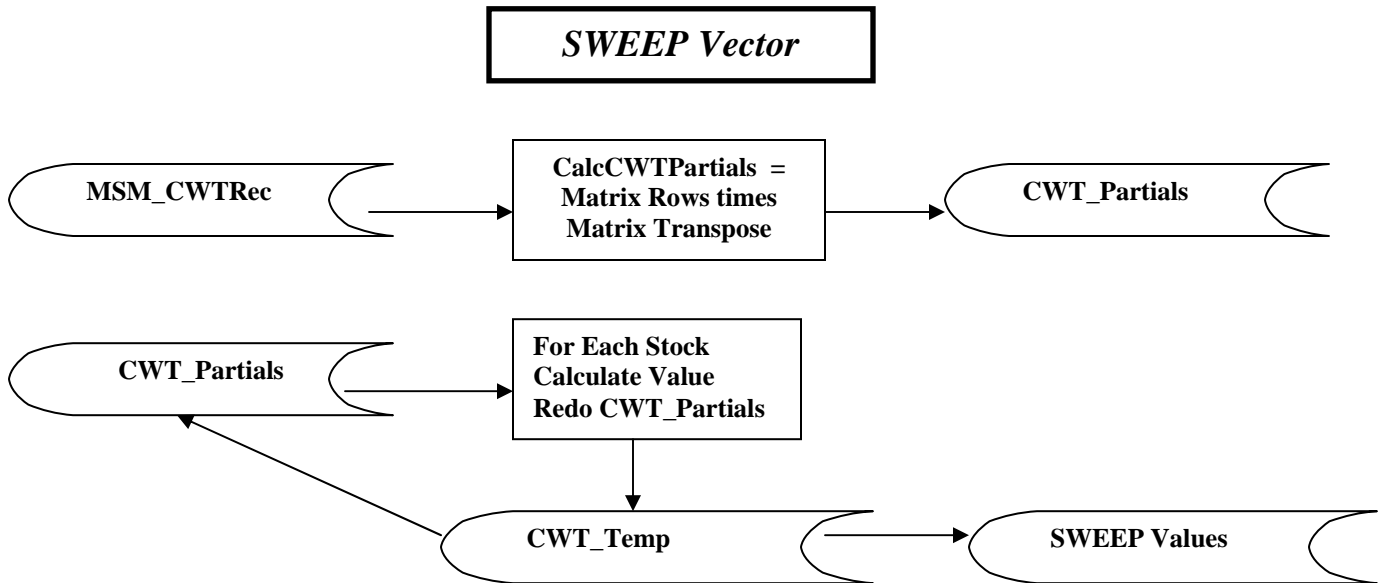 SWEEP Vector
MSM_CWTRec
CalcCWTPartials =
Matrix Rows times
Matrix Transpose
CWT_Partials
CWT_Partials
For Each Stock
Calculate Value
Redo CWT_Partials
CWT_Temp
SWEEP Values